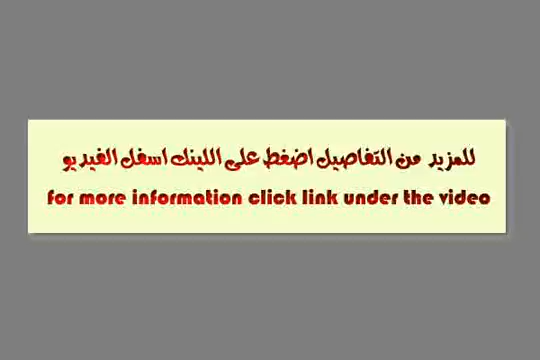 للمزيد من التفاصيل اضغط على اللينك اسفل الفيديو
for more information click link under the video